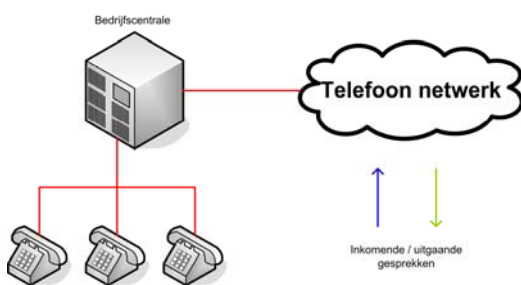 Bedrijfscentrale
Telefoon netwerk
Inkomende / uitgaande
gesprekken